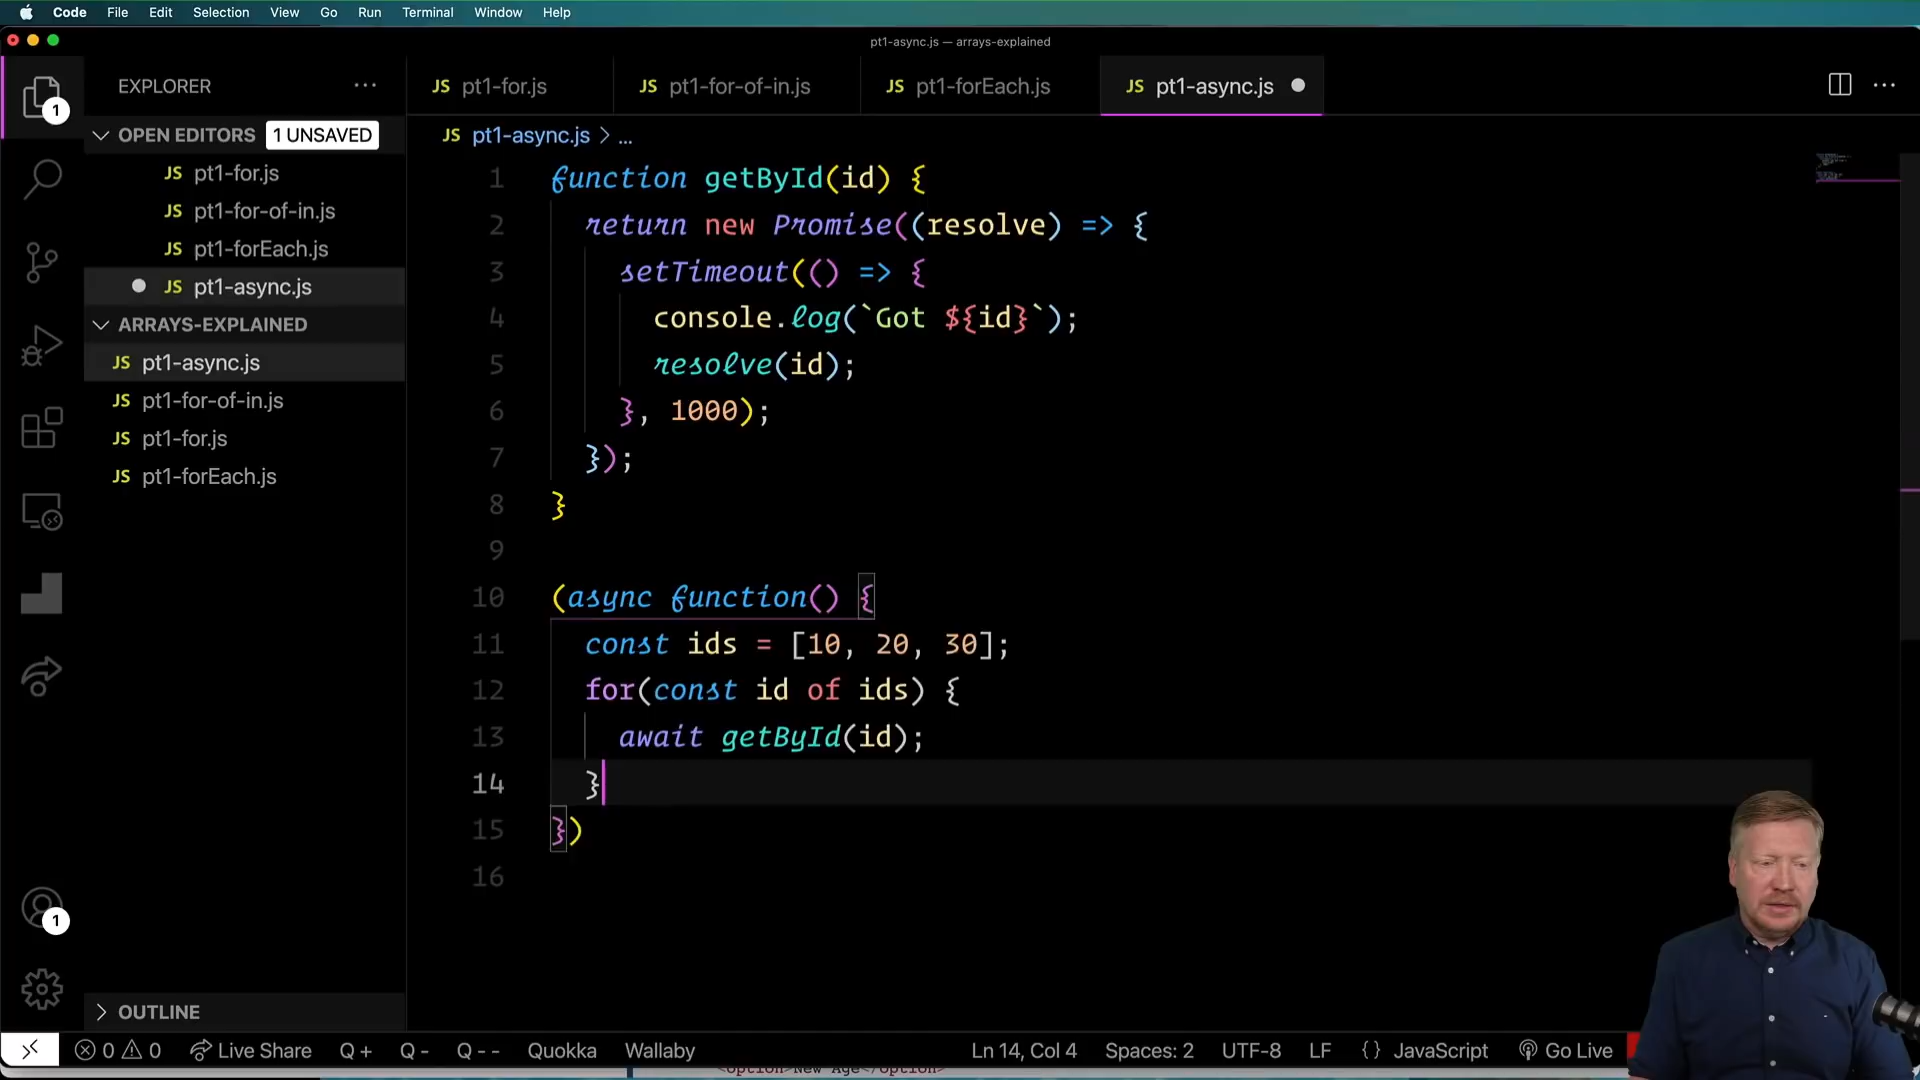 Code File Edit Selection View Go Run Terminal Window Help
pt1-async.js — arrays-explained
EXPLORER ...
JS pt1-for.js JS pt1-for-of-in.js JS pt1-forEach.js JS pt1-async.js ...
1
OPEN EDITORS 1 UNSAVED
JS pt1-for.js
JS pt1-for-of-in.js
JS pt1-forEach.js
JS pt1-async.js
ARRAYS-EXPLAINED
JS pt1-async.js
JS pt1-for-of-in.js
JS pt1-for.js
JS pt1-forEach.js
1
OUTLINE
JS pt1-async.js > ...
1 function getById(id) {
2 return new Promise((resolve) => {
3 setTimeout(() => {
4 console.log(`Got ${id}`);
5 resolve(id);
6 }, 1000);
7 });
8 }
9
10 (async function() {
11 const ids = [10, 20, 30];
12 for(const id of ids) {
13 await getById(id);
14 }
15 })
16
0 0 Live Share Q + Q - Q - - Quokka Wallaby Ln 14, Col 4 Spaces: 2 UTF-8 LF {} JavaScript Go Live
<option>New Age</option>